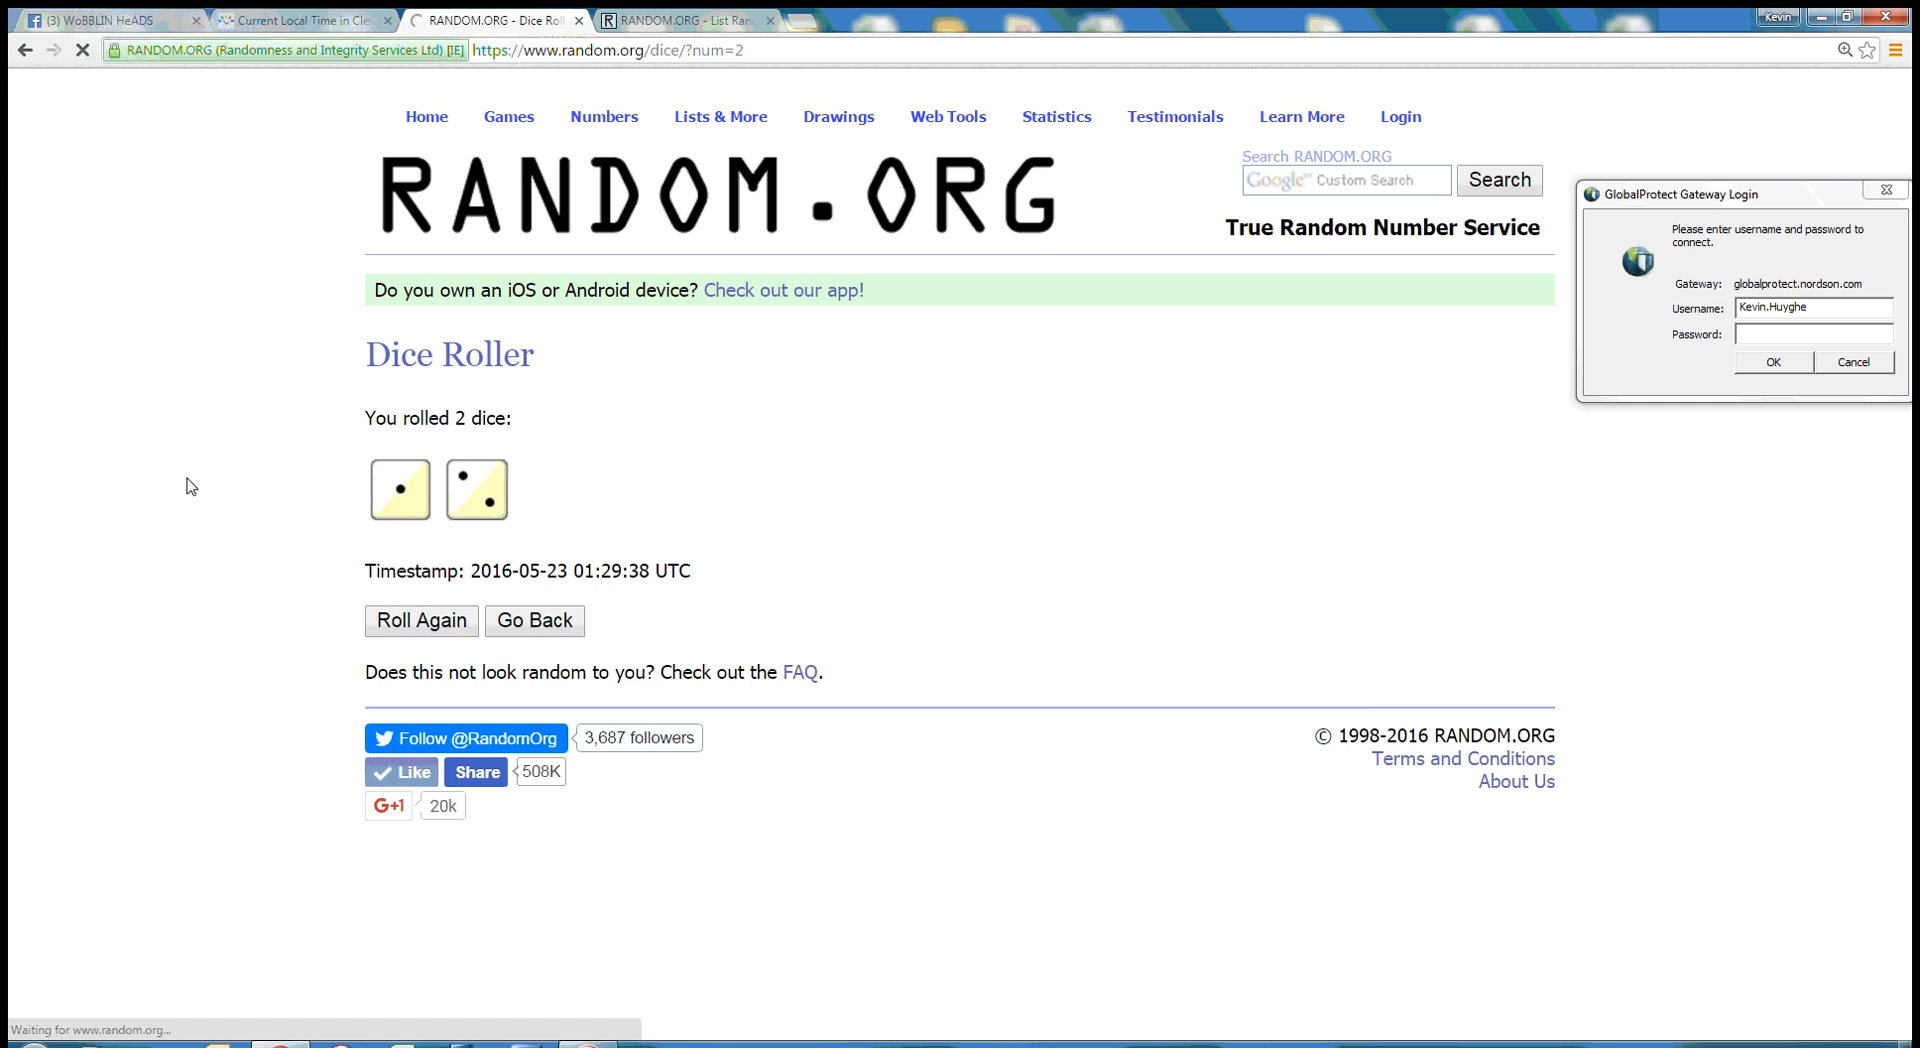 (3) WoBBLIN HeADS
Current Local Time in Cle
RANDOM.ORG - Dice Roll
RANDOM.ORG - List Ran
Kevin
RANDOM.ORG (Randomness and Integrity Services Ltd) [IE] https://www.random.org/dice/?num=2
Home Games Numbers Lists & More Drawings Web Tools Statistics Testimonials Learn More Login
RANDOM.ORG
Search RANDOM.ORG
Google™ Custom Search Search
True Random Number Service
Do you own an iOS or Android device? Check out our app!
Dice Roller
You rolled 2 dice:
Timestamp: 2016-05-23 01:29:38 UTC
Roll Again Go Back
Does this not look random to you? Check out the FAQ.
Follow @RandomOrg 3,687 followers
Like Share 508K
G+1 20k
© 1998-2016 RANDOM.ORG
Terms and Conditions
About Us
GlobalProtect Gateway Login
Please enter username and password to
connect.
Gateway: globalprotect.nordson.com
Username: Kevin.Huyghe
Password:
OK Cancel
Waiting for www.random.org...